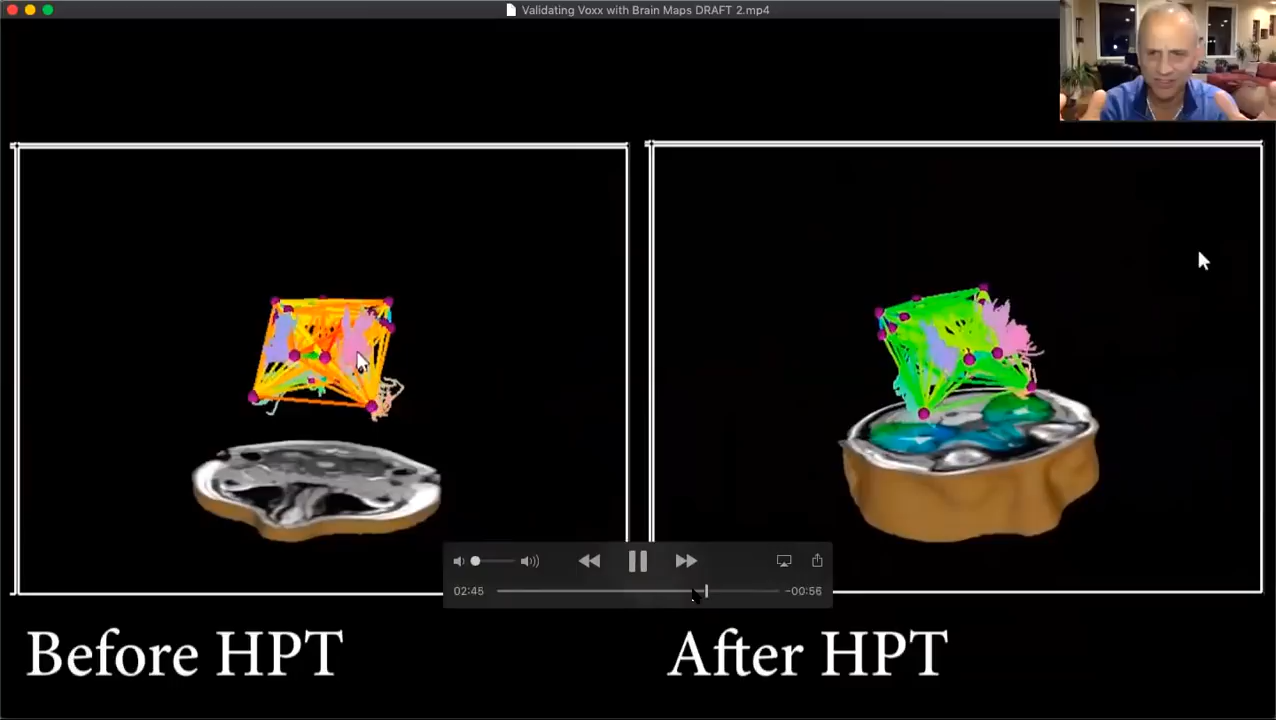 Validating Voxx with Brain Maps DRAFT 2.mp4
02:45
-00:56
Before HPT
After HPT